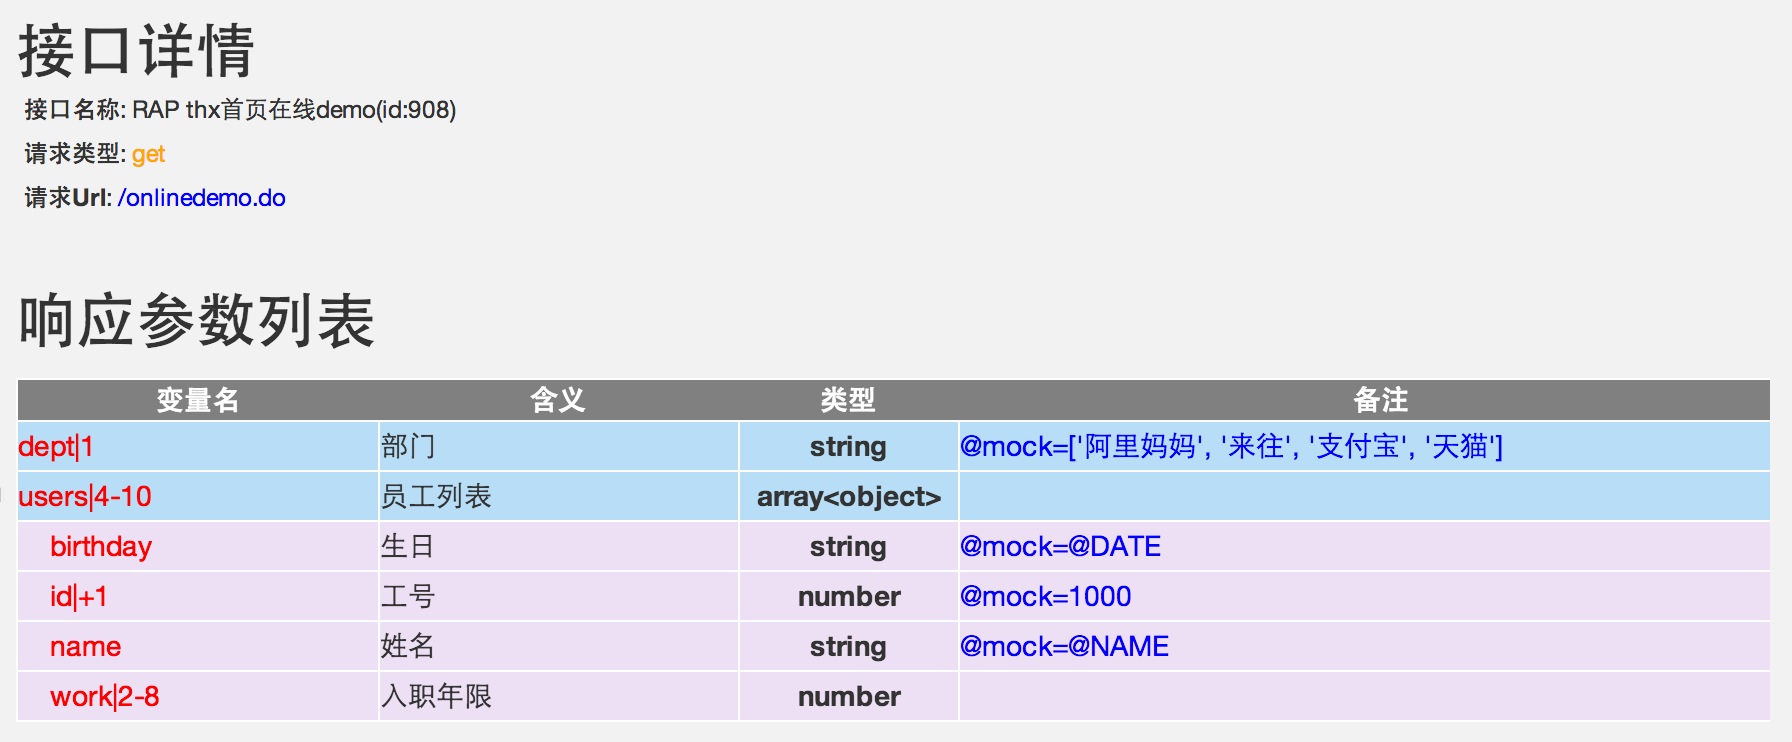 接口详情
接口名称: RAP thx首页在线demo(id:908)
请求类型: get
请求Url: /onlinedemo.do
响应参数列表
变量名 含义 类型 备注
dept|1 部门 string @mock=['阿里妈妈', '来往', '支付宝', '天猫']
users|4-10 员工列表 array<object>
birthday 生日 string @mock=@DATE
id|+1 工号 number @mock=1000
name 姓名 string @mock=@NAME
work|2-8 入职年限 number